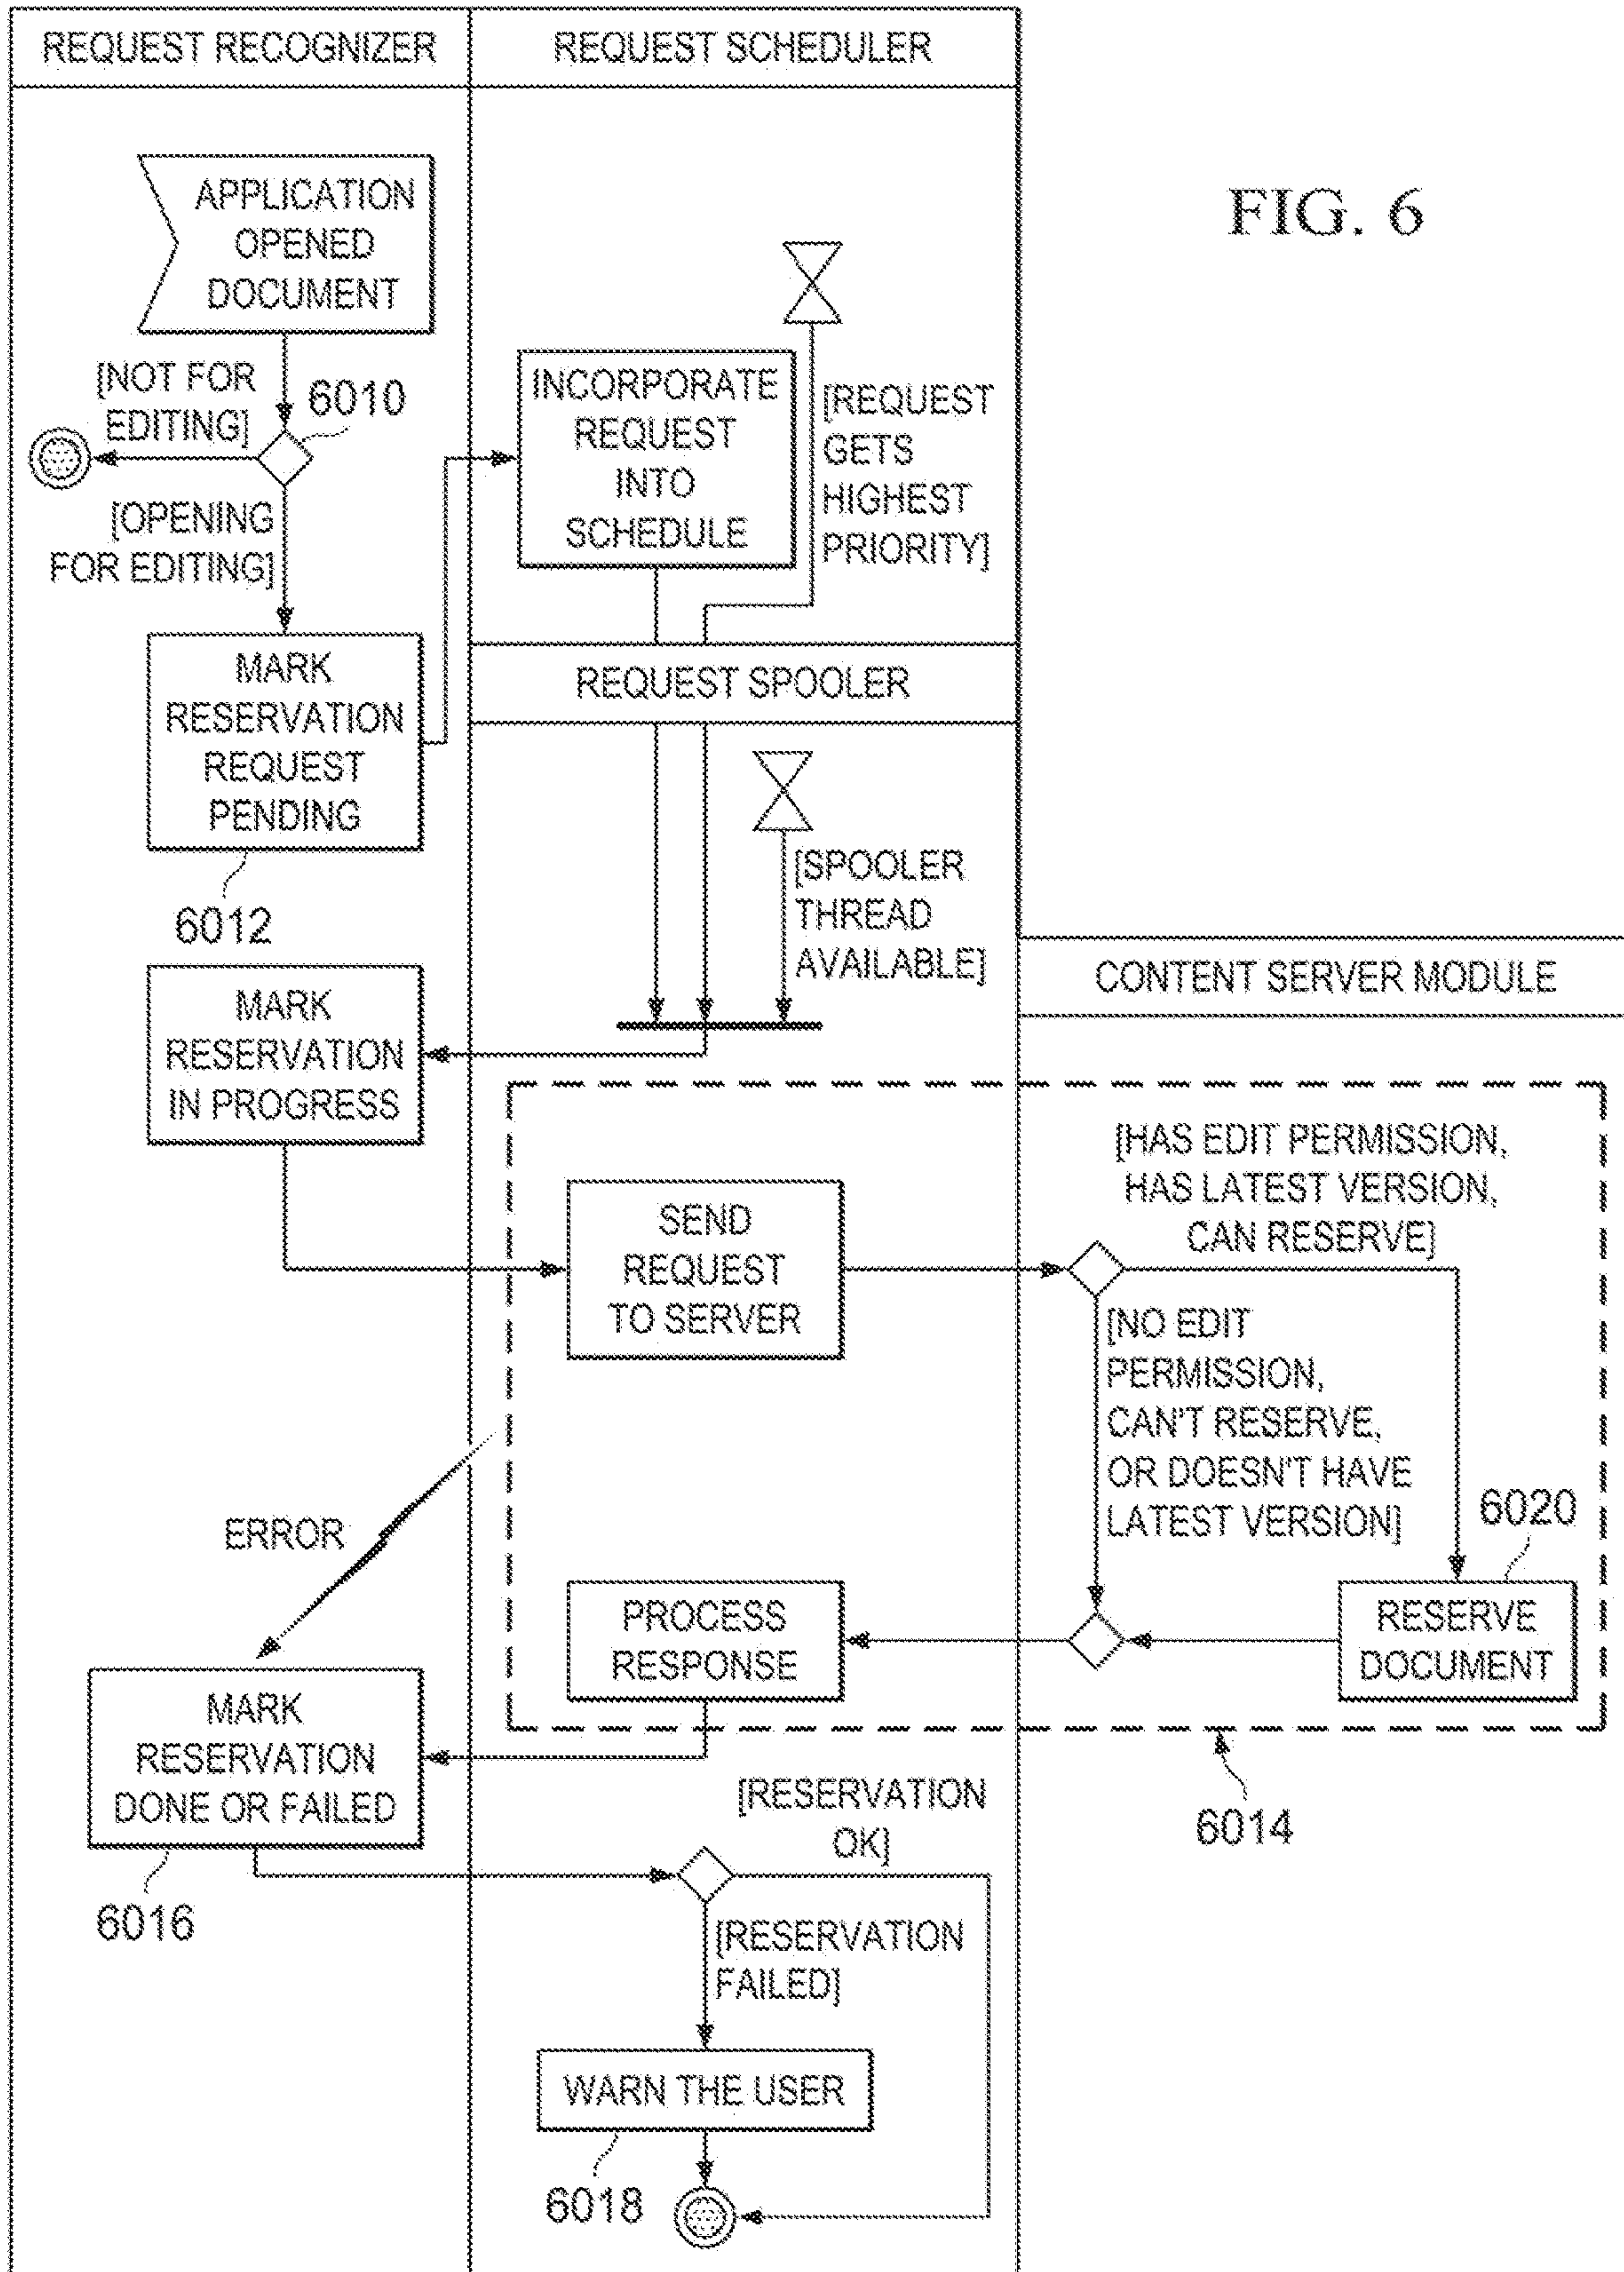 REQUEST RECOGNIZER
REQUEST SCHEDULER
FIG. 6
APPLICATION
OPENED
DOCUMENT
[NOT FOR
EDITING]
6010
[OPENING
FOR EDITING]
INCORPORATE
REQUEST
INTO
SCHEDULE
[REQUEST
GETS
HIGHEST
PRIORITY]
MARK
RESERVATION
REQUEST
PENDING
6012
REQUEST SPOOLER
[SPOOLER
THREAD
AVAILABLE]
CONTENT SERVER MODULE
MARK
RESERVATION
IN PROGRESS
SEND
REQUEST
TO SERVER
[HAS EDIT PERMISSION,
HAS LATEST VERSION,
CAN RESERVE]
[NO EDIT
PERMISSION,
CAN'T RESERVE,
OR DOESN'T HAVE
LATEST VERSION]
6020
ERROR
PROCESS
RESPONSE
RESERVE
DOCUMENT
MARK
RESERVATION
DONE OR FAILED
6016
[RESERVATION
OK]
6014
[RESERVATION
FAILED]
WARN THE USER
6018